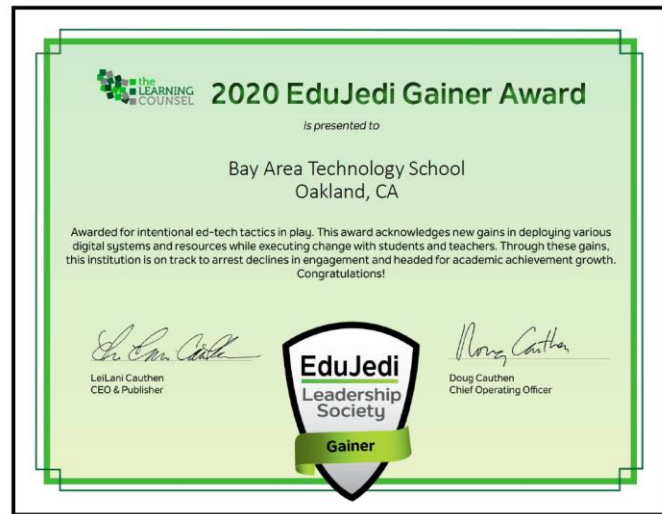 the
LEARNING
COUNSEL
2020 EduJedi Gainer Award
is presented to
Bay Area Technology School
Oakland, CA
Awarded for intentional ed-tech tactics in play. This award acknowledges new gains in deploying various
digital systems and resources while executing change with students and teachers. Through these gains,
this institution is on track to arrest declines in engagement and headed for academic achievement growth.
Congratulations!
LeiLani Cauthen
CEO & Publisher
Doug Cauthen
Chief Operating Officer
EduJedi
Leadership
Society
Gainer